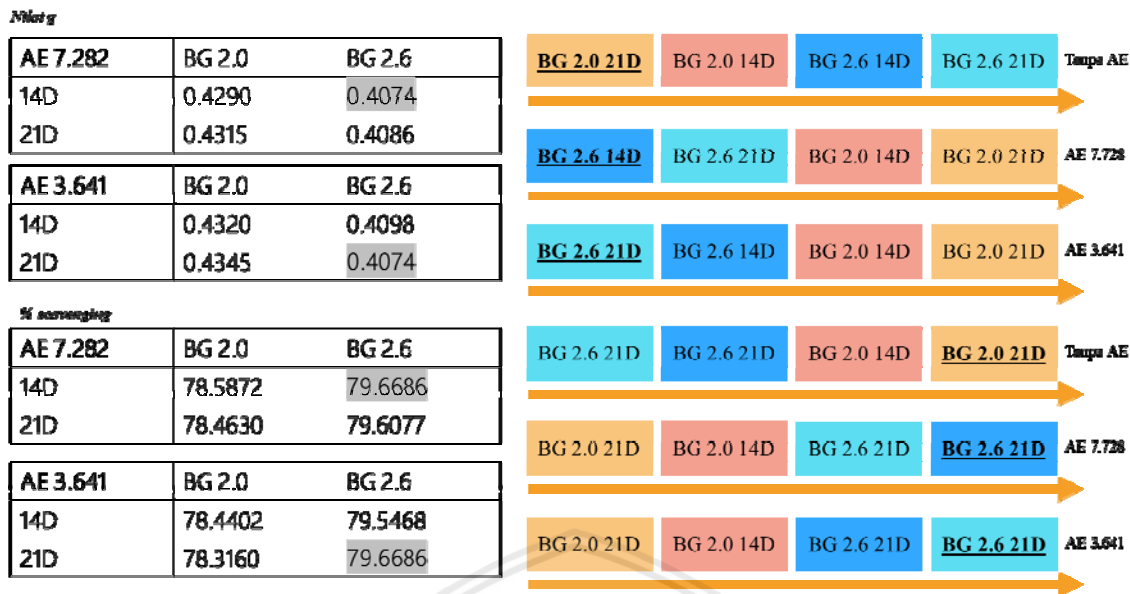 AE 7.282 BG 2.0 BG 2.6
14D 0.4290 0.4074
21D 0.4315 0.4086
AE 3.641 BG 2.0 BG 2.6
14D 0.4320 0.4098
21D 0.4345 0.4074
% scavenging
AE 7.282 BG 2.0 BG 2.6
14D 78.5872 79.6686
21D 78.4630 79.6077
AE 3.641 BG 2.0 BG 2.6
14D 78.4402 79.5468
21D 78.3160 79.6686
BG 2.0 21D BG 2.0 14D BG 2.6 14D BG 2.6 21D Tanpa AE
BG 2.6 14D BG 2.6 21D BG 2.0 14D BG 2.0 21D AE 7.728
BG 2.6 21D BG 2.6 14D BG 2.0 14D BG 2.0 21D AE 3.641
BG 2.6 21D BG 2.6 21D BG 2.0 14D BG 2.0 21D Tanpa AE
BG 2.0 21D BG 2.0 14D BG 2.6 21D BG 2.6 21D AE 7.728
BG 2.0 21D BG 2.0 14D BG 2.6 21D BG 2.6 21D AE 3.641